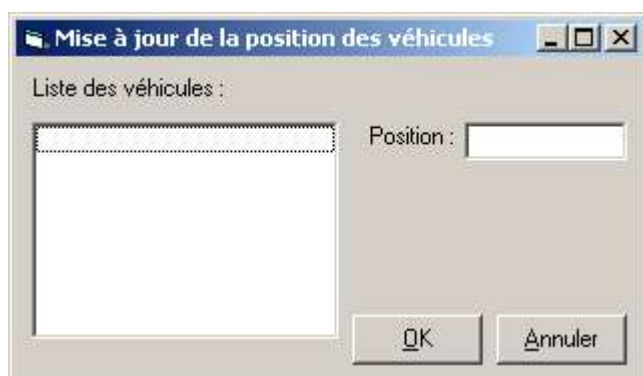 Mise à jour de la position des véhicules
Liste des véhicules :
Position :
OK
Annuler